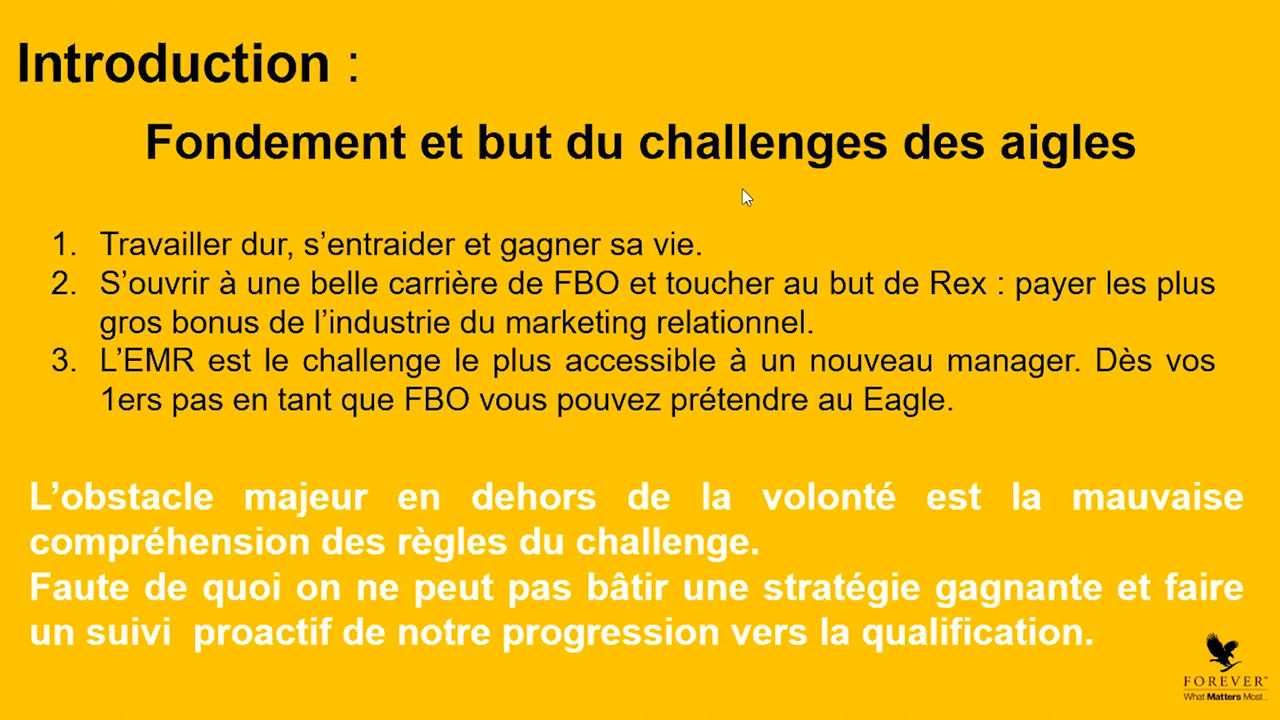 Introduction :
Fondement et but du challenges des aigles
1. Travailler dur, s’entraider et gagner sa vie.
2. S’ouvrir à une belle carrière de FBO et toucher au but de Rex : payer les plus
gros bonus de l’industrie du marketing relationnel.
3. L’EMR est le challenge le plus accessible à un nouveau manager. Dès vos
1ers pas en tant que FBO vous pouvez prétendre au Eagle.
L’obstacle majeur en dehors de la volonté est la mauvaise
compréhension des règles du challenge.
Faute de quoi on ne peut pas bâtir une stratégie gagnante et faire
un suivi  proactif de notre progression vers la qualification.
FOREVER™
What Matters Most...